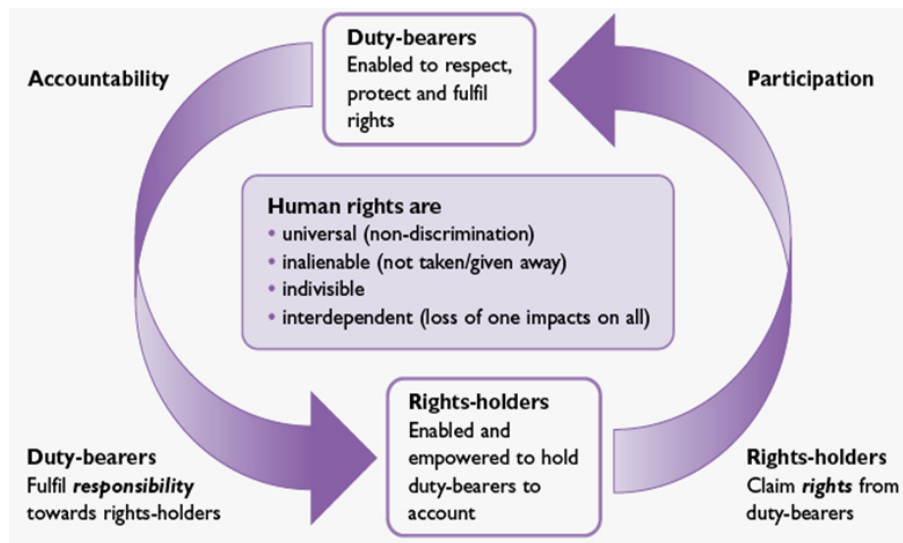 Duty-bearers
Enabled to respect,
protect and fulfil
rights
Accountability
Participation
Human rights are
• universal (non-discrimination)
• inalienable (not taken/given away)
• indivisible
• interdependent (loss of one impacts on all)
Rights-holders
Enabled and
empowered to hold
duty-bearers to
account
Duty-bearers
Fulfil responsibility
towards rights-holders
Rights-holders
Claim rights from
duty-bearers